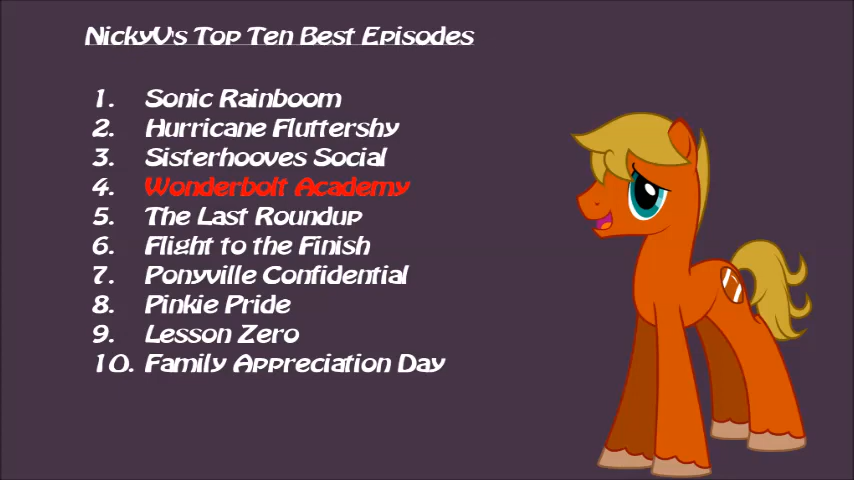 NickyV's Top Ten Best Episodes
1. Sonic Rainboom
2. Hurricane Fluttershy
3. Sisterhooves Social
4. Wonderbolt Academy
5. The Last Roundup
6. Flight to the Finish
7. Ponyville Confidential
8. Pinkie Pride
9. Lesson Zero
10. Family Appreciation Day